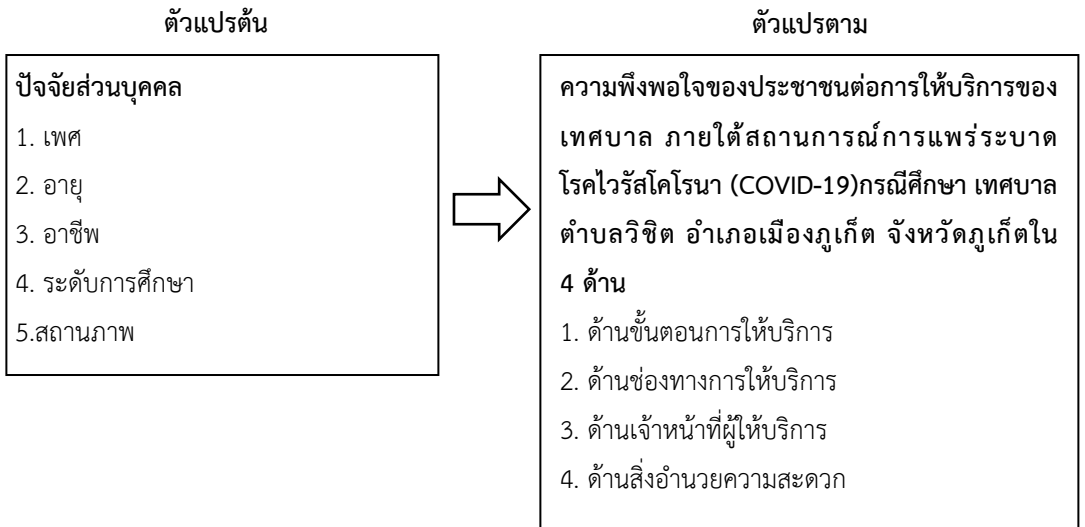 ตัวแปรต้น
ปัจจัยส่วนบุคคล
1. เพศ
2. อายุ
3. อาชีพ
4. ระดับการศึกษา
5.สถานภาพ
ตัวแปรตาม
ความพึงพอใจของประชาชนต่อการให้บริการของ
เทศบาล ภายใต้สถานการณ์การแพร่ระบาด
โรคไวรัสโคโรนา (COVID-19)กรณีศึกษา เทศบาล
ตำบลวิชิต อำเภอเมืองภูเก็ต จังหวัดภูเก็ตใน
4 ด้าน
1. ด้านขั้นตอนการให้บริการ
2. ด้านช่องทางการให้บริการ
3. ด้านเจ้าหน้าที่ผู้ให้บริการ
4. ด้านสิ่งอำนวยความสะดวก